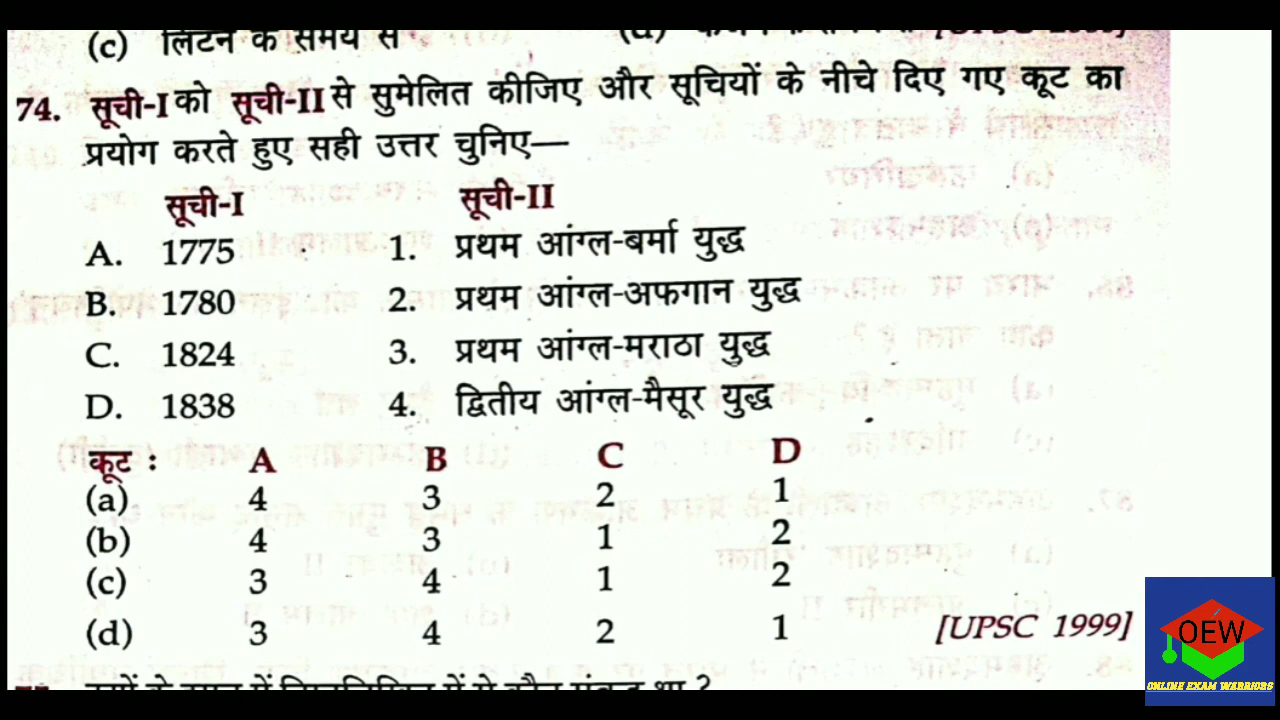 (c) लिटन के समय से
[UPSC
74. सूची-I को सूची-II से सुमेलित कीजिए और सूचियों के नीचे दिए गए कूट का
प्रयोग करते हुए सही उत्तर चुनिए—
सूची-I सूची-II
A. 1775 1. प्रथम आंग्ल-बर्मा युद्ध
B. 1780 2. प्रथम आंग्ल-अफगान युद्ध
C. 1824 3. प्रथम आंग्ल-मराठा युद्ध
D. 1838 4. द्वितीय आंग्ल-मैसूर युद्ध
कूट : A B C D
(a) 4 3 2 1
(b) 4 3 1 2
(c) 3 4 1 2
(d) 3 4 2 1 [UPSC 1999]
OEW
ONLINE EXAM WARRIORS